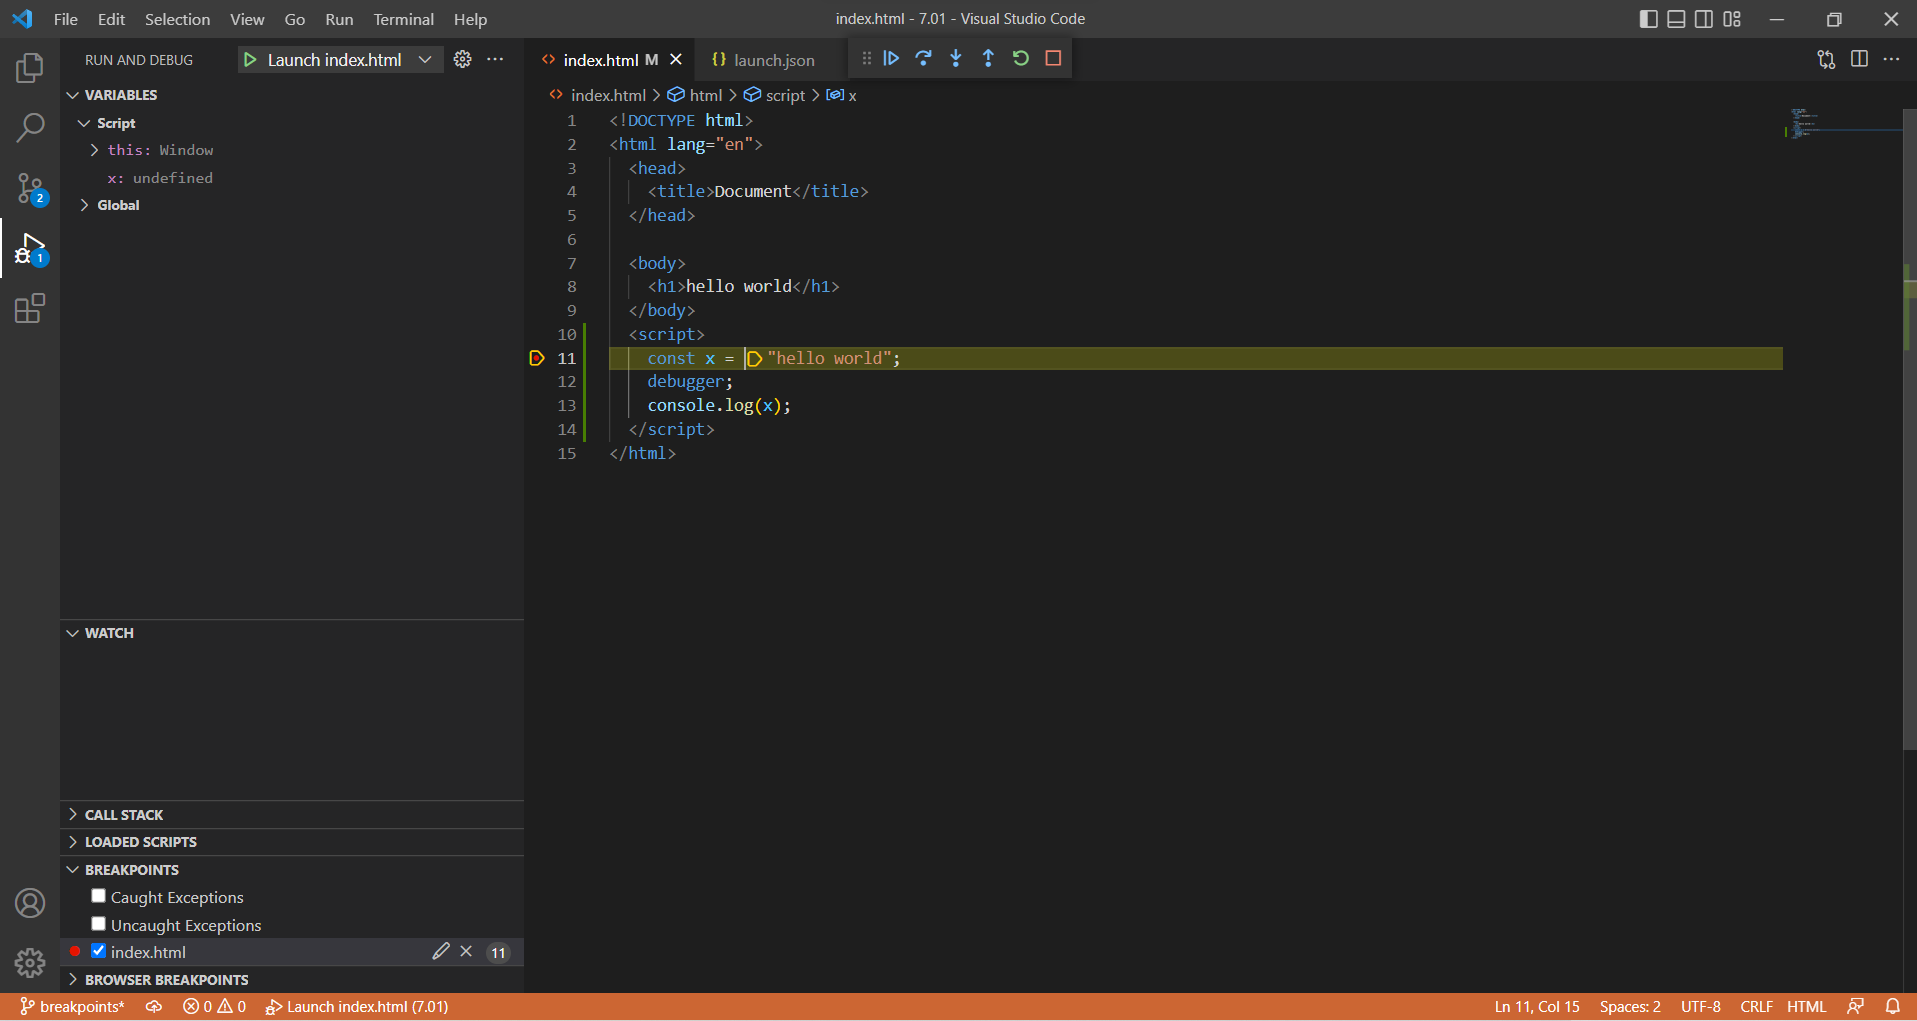 File Edit Selection View Go Run Terminal Help
index.html - 7.01 - Visual Studio Code
RUN AND DEBUG
Launch index.html
index.html M
launch.json
index.html > html > script > x
VARIABLES
Script
this: Window
x: undefined
Global
2
1
1 <!DOCTYPE html>
2 <html lang="en">
3 <head>
4 <title>Document</title>
5 </head>
6
7 <body>
8 <h1>hello world</h1>
9 </body>
10 <script>
11 const x = "hello world";
12 debugger;
13 console.log(x);
14 </script>
15 </html>
WATCH
CALL STACK
LOADED SCRIPTS
BREAKPOINTS
Caught Exceptions
Uncaught Exceptions
index.html 11
BROWSER BREAKPOINTS
breakpoints* 0 0 Launch index.html (7.01)
Ln 11, Col 15 Spaces: 2 UTF-8 CRLF HTML